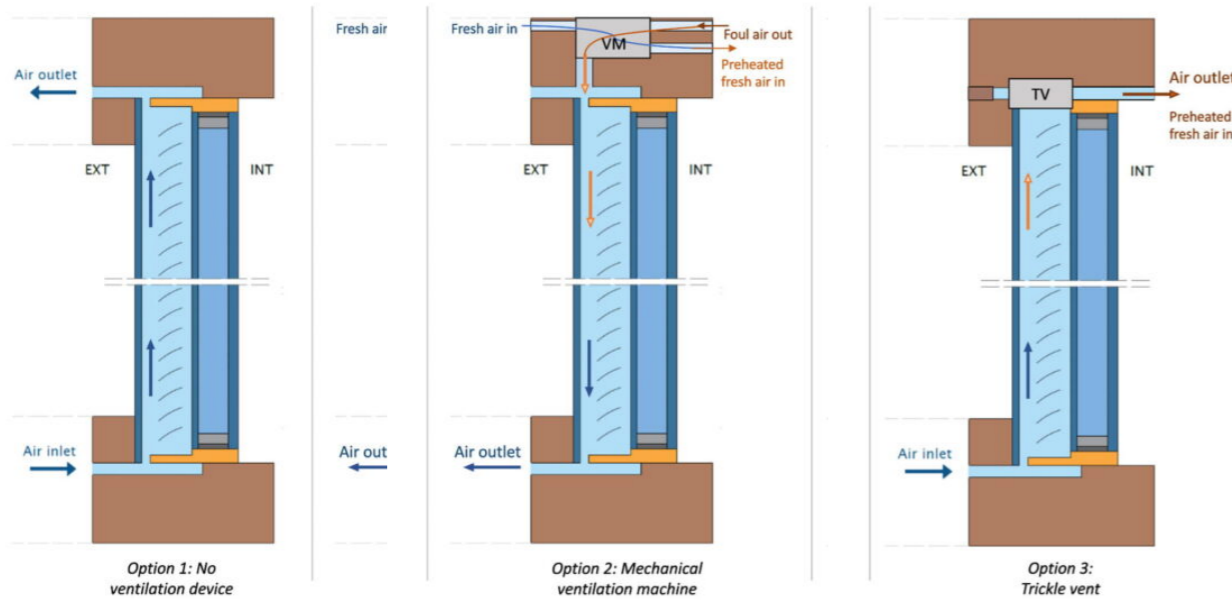 Air outlet
EXT
INT
Air inlet
Option 1: No
ventilation device
Fresh air
Air out
Fresh air in
VM
Foul air out
Preheated
fresh air in
EXT
INT
Air outlet
Option 2: Mechanical
ventilation machine
TV
Air outlet
Preheated
fresh air in
EXT
INT
Air inlet
Option 3:
Trickle vent